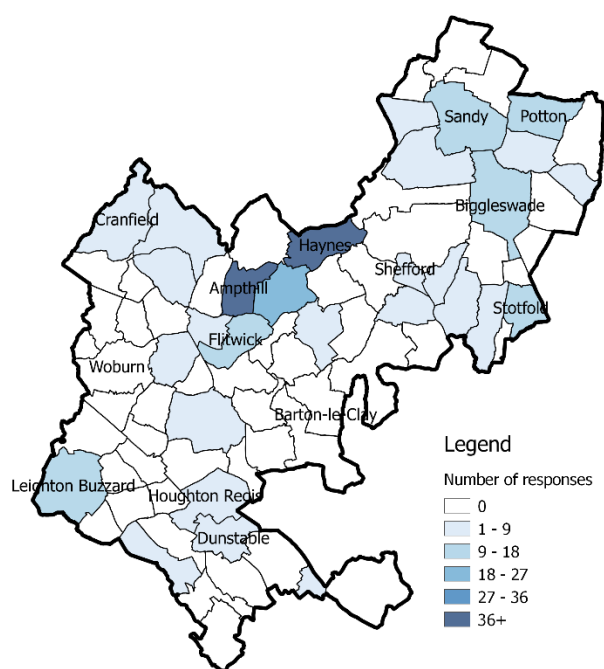 Sandy
Potton
Cranfield
Biggleswade
Haynes
Shefford
Ampthill
Stotfold
Flitwick
Woburn
Barton-le-Clay
Leighton Buzzard
Houghton Regis
Dunstable
Legend
Number of responses
0
1 - 9
9 - 18
18 - 27
27 - 36
36+